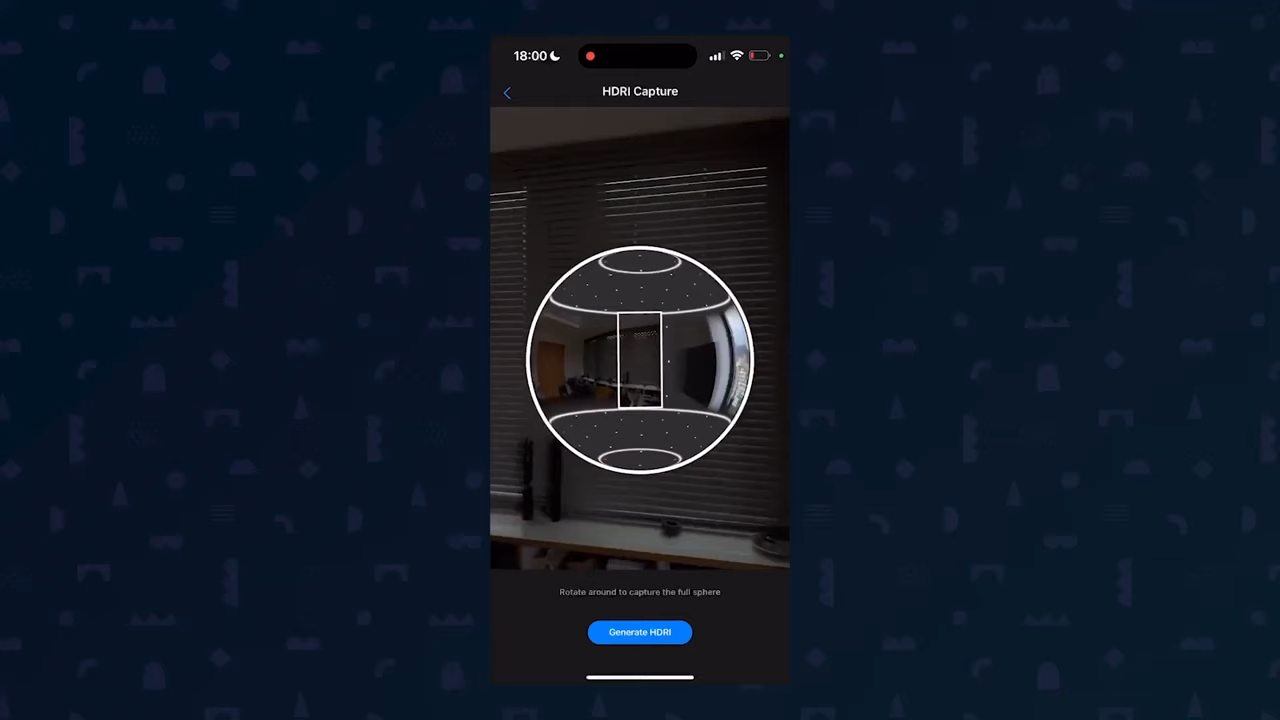 18:00
HDRI Capture
Rotate around to capture the full sphere
Generate HDRI